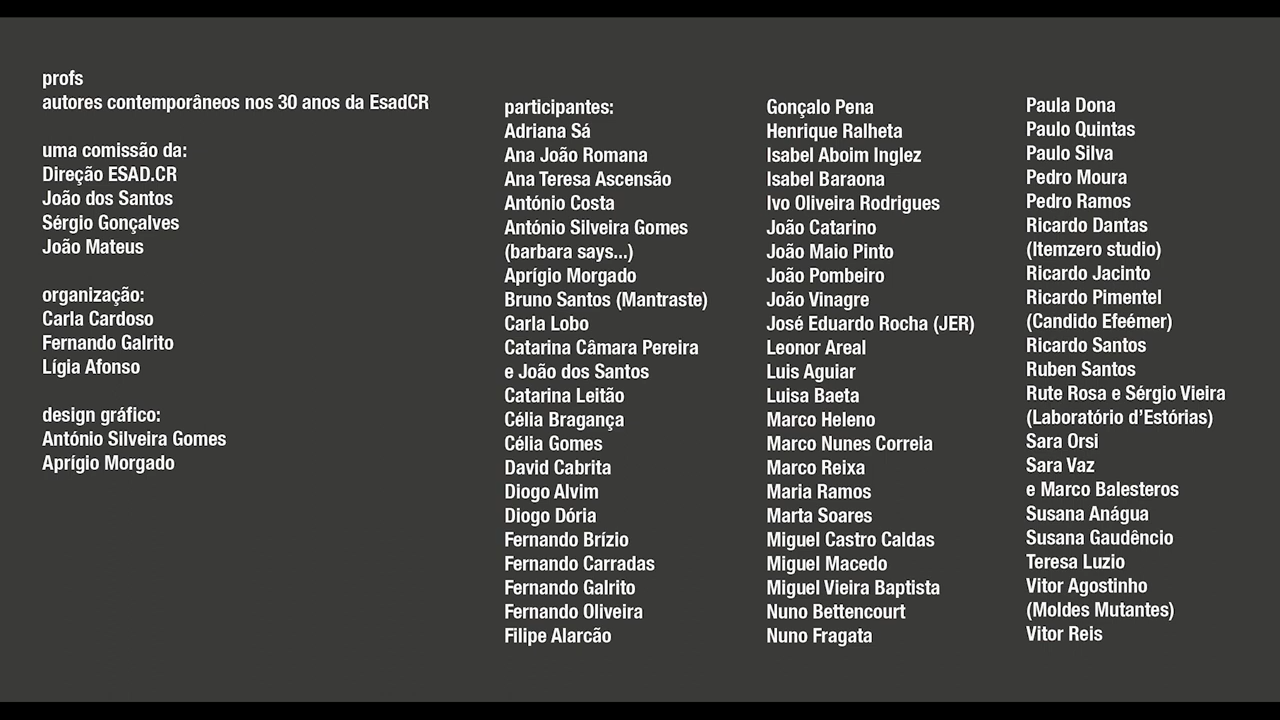 profs
autores contemporâneos nos 30 anos da EsadCR
uma comissão da:
Direção ESAD.CR
João dos Santos
Sérgio Gonçalves
João Mateus
organização:
Carla Cardoso
Fernando Galrito
Lígia Afonso
design gráfico:
António Silveira Gomes
Aprígio Morgado
participantes:
Adriana Sá
Ana João Romana
Ana Teresa Ascensão
António Costa
António Silveira Gomes
(barbara says...)
Aprígio Morgado
Bruno Santos (Mantraste)
Carla Lobo
Catarina Câmara Pereira
e João dos Santos
Catarina Leitão
Célia Bragança
Célia Gomes
David Cabrita
Diogo Alvim
Diogo Dória
Fernando Brízio
Fernando Carradas
Fernando Galrito
Fernando Oliveira
Filipe Alarcão
Gonçalo Pena
Henrique Ralheta
Isabel Aboim Inglez
Isabel Baraona
Ivo Oliveira Rodrigues
João Catarino
João Maio Pinto
João Pombeiro
João Vinagre
José Eduardo Rocha (JER)
Leonor Areal
Luis Aguiar
Luisa Baeta
Marco Heleno
Marco Nunes Correia
Marco Reixa
Maria Ramos
Marta Soares
Miguel Castro Caldas
Miguel Macedo
Miguel Vieira Baptista
Nuno Bettencourt
Nuno Fragata
Paula Dona
Paulo Quintas
Paulo Silva
Pedro Moura
Pedro Ramos
Ricardo Dantas
(Itemzero studio)
Ricardo Jacinto
Ricardo Pimentel
(Candido Efeémer)
Ricardo Santos
Ruben Santos
Rute Rosa e Sérgio Vieira
(Laboratório d’Estórias)
Sara Orsi
Sara Vaz
e Marco Balesteros
Susana Anágua
Susana Gaudêncio
Teresa Luzio
Vitor Agostinho
(Moldes Mutantes)
Vitor Reis